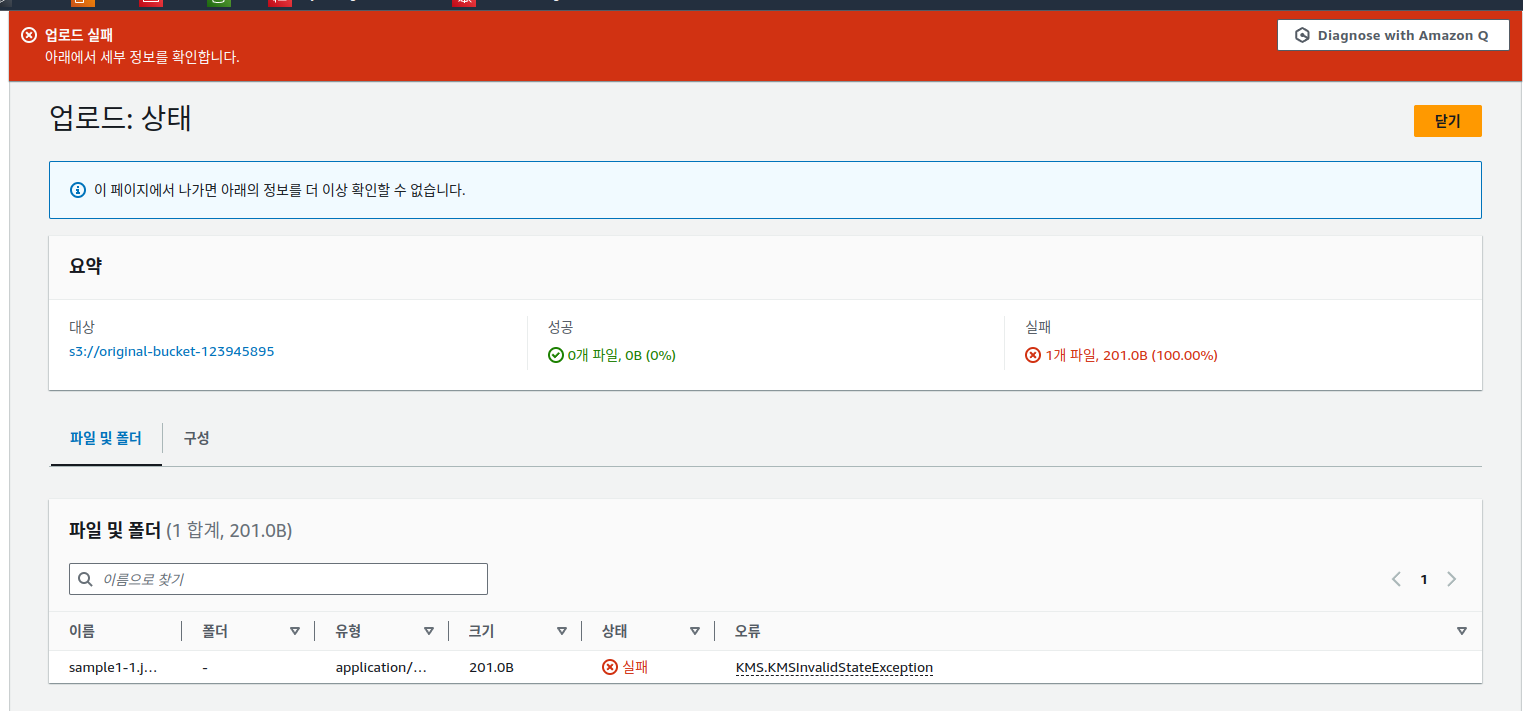 업로드 실패
아래에서 세부 정보를 확인합니다.
Diagnose with Amazon Q
업로드: 상태
닫기
이 페이지에서 나가면 아래의 정보를 더 이상 확인할 수 없습니다.
요약
대상
s3://original-bucket-123945895
성공
0개 파일, 0B (0%)
실패
1개 파일, 201.0B (100.00%)
파일 및 폴더
구성
파일 및 폴더 (1 합계, 201.0B)
이름으로 찾기
1
이름 폴더 유형 크기 상태 오류
sample1-1.j... - application/... 201.0B 실패 KMS.KMSInvalidStateException